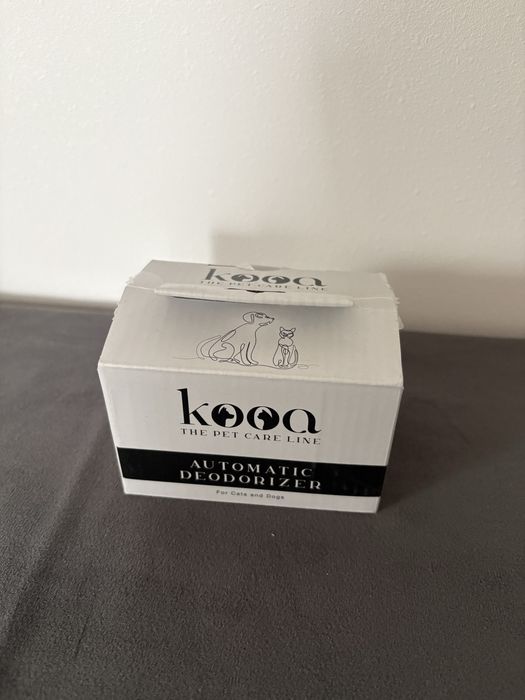 kooa
THE PET CARE LINE
kooa
THE PET CARE LINE
AUTOMATIC
DEODORIZER
For Cats and Dogs